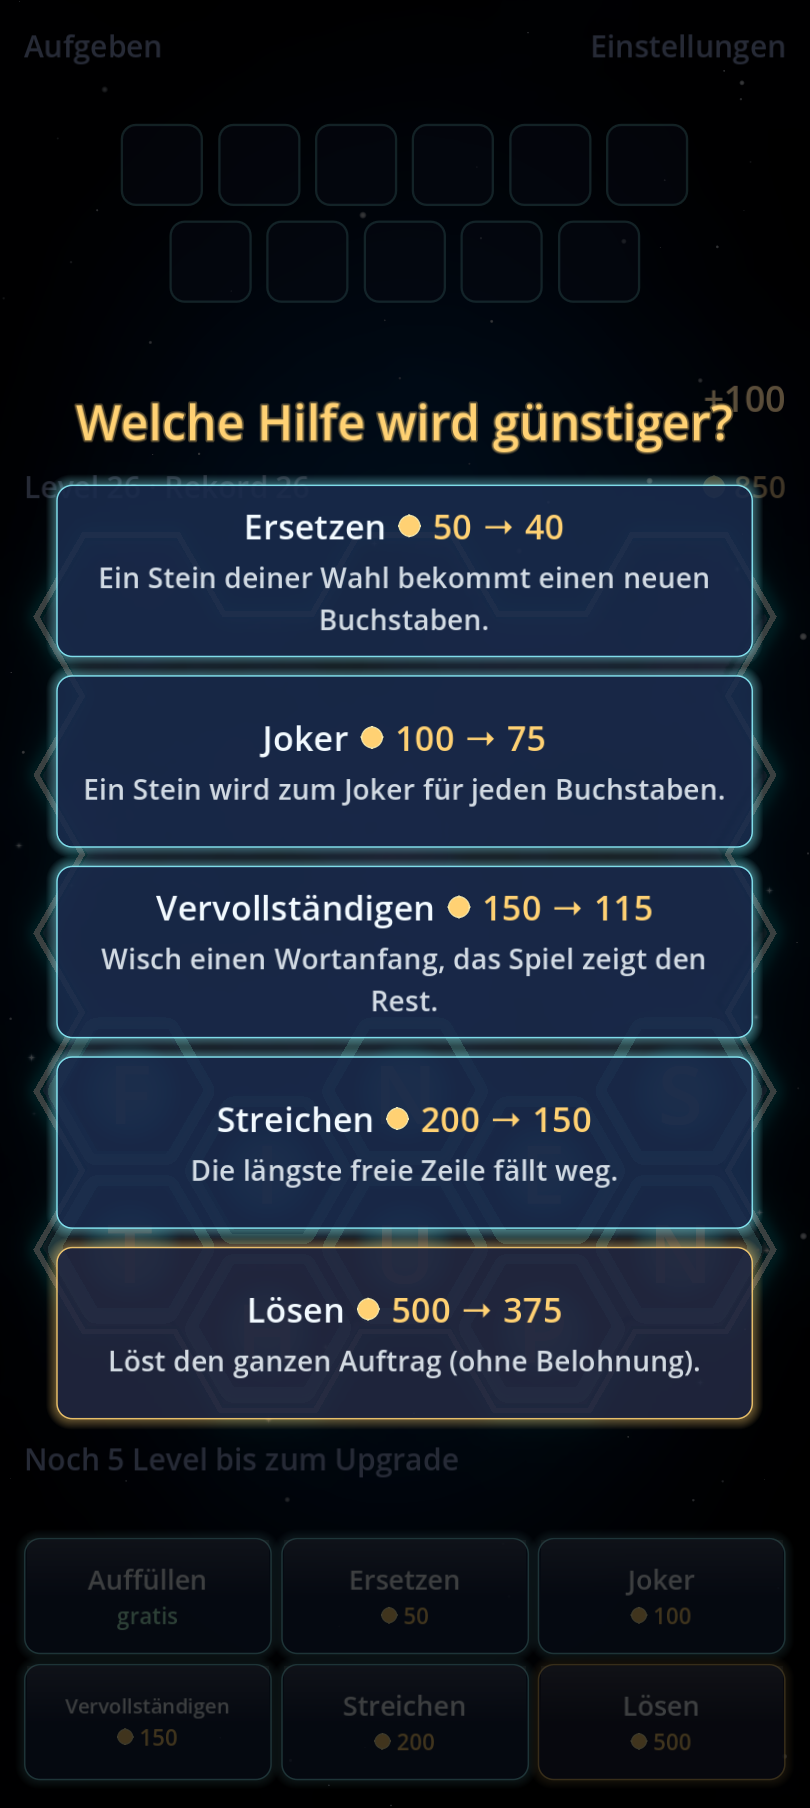 Aufgeben Einstellungen
+100
Welche Hilfe wird günstiger?
Level 26 Rekord 26 850
Ersetzen 50 → 40
Ein Stein deiner Wahl bekommt einen neuen
Buchstaben.
Joker 100 → 75
Ein Stein wird zum Joker für jeden Buchstaben.
Vervollständigen 150 → 115
Wisch einen Wortanfang, das Spiel zeigt den
Rest.
F N S
Streichen 200 → 150
Die längste freie Zeile fällt weg.
T U N
Lösen 500 → 375
Löst den ganzen Auftrag (ohne Belohnung).
Noch 5 Level bis zum Upgrade
Auffüllen Ersetzen Joker
gratis 50 100
Vervollständigen Streichen Lösen
150 200 500